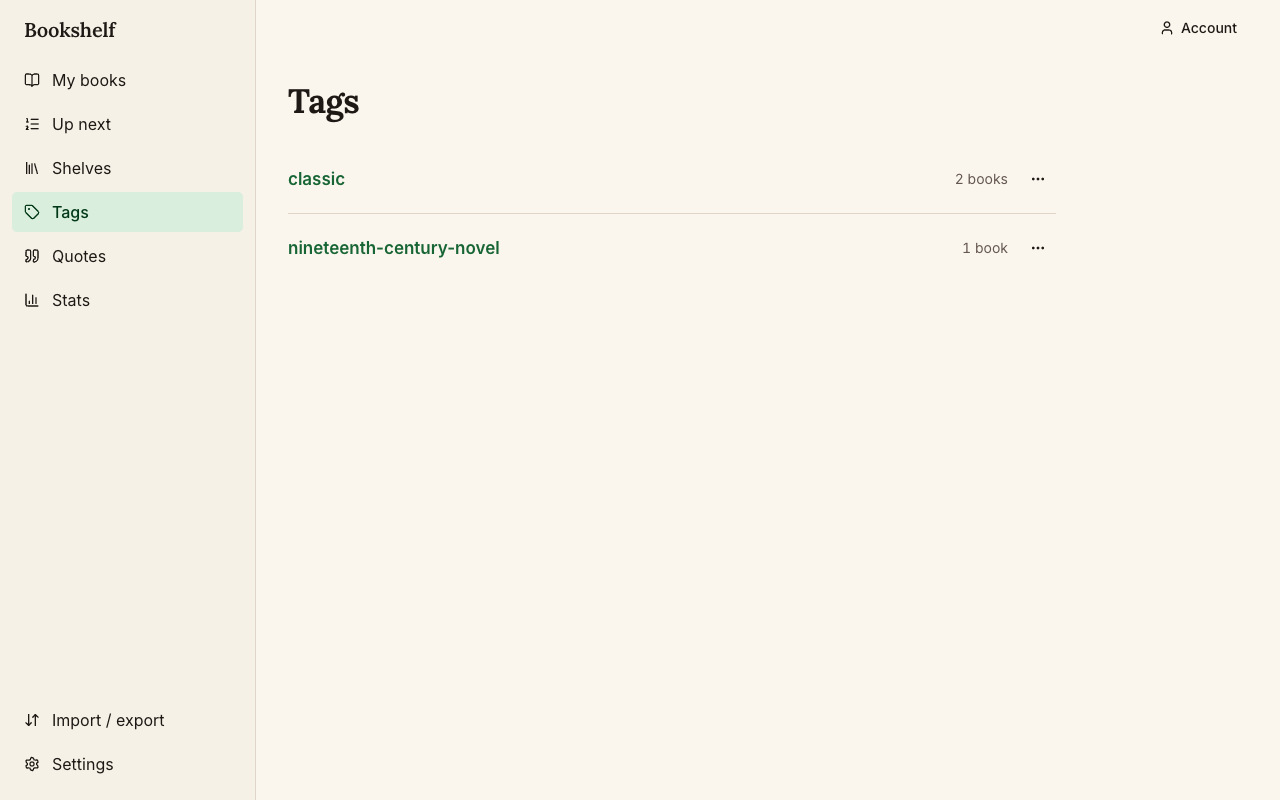 Bookshelf
My books
Up next
Shelves
Tags
Quotes
Stats
Import / export
Settings
Account
Tags
classic
2 books
nineteenth-century-novel
1 book